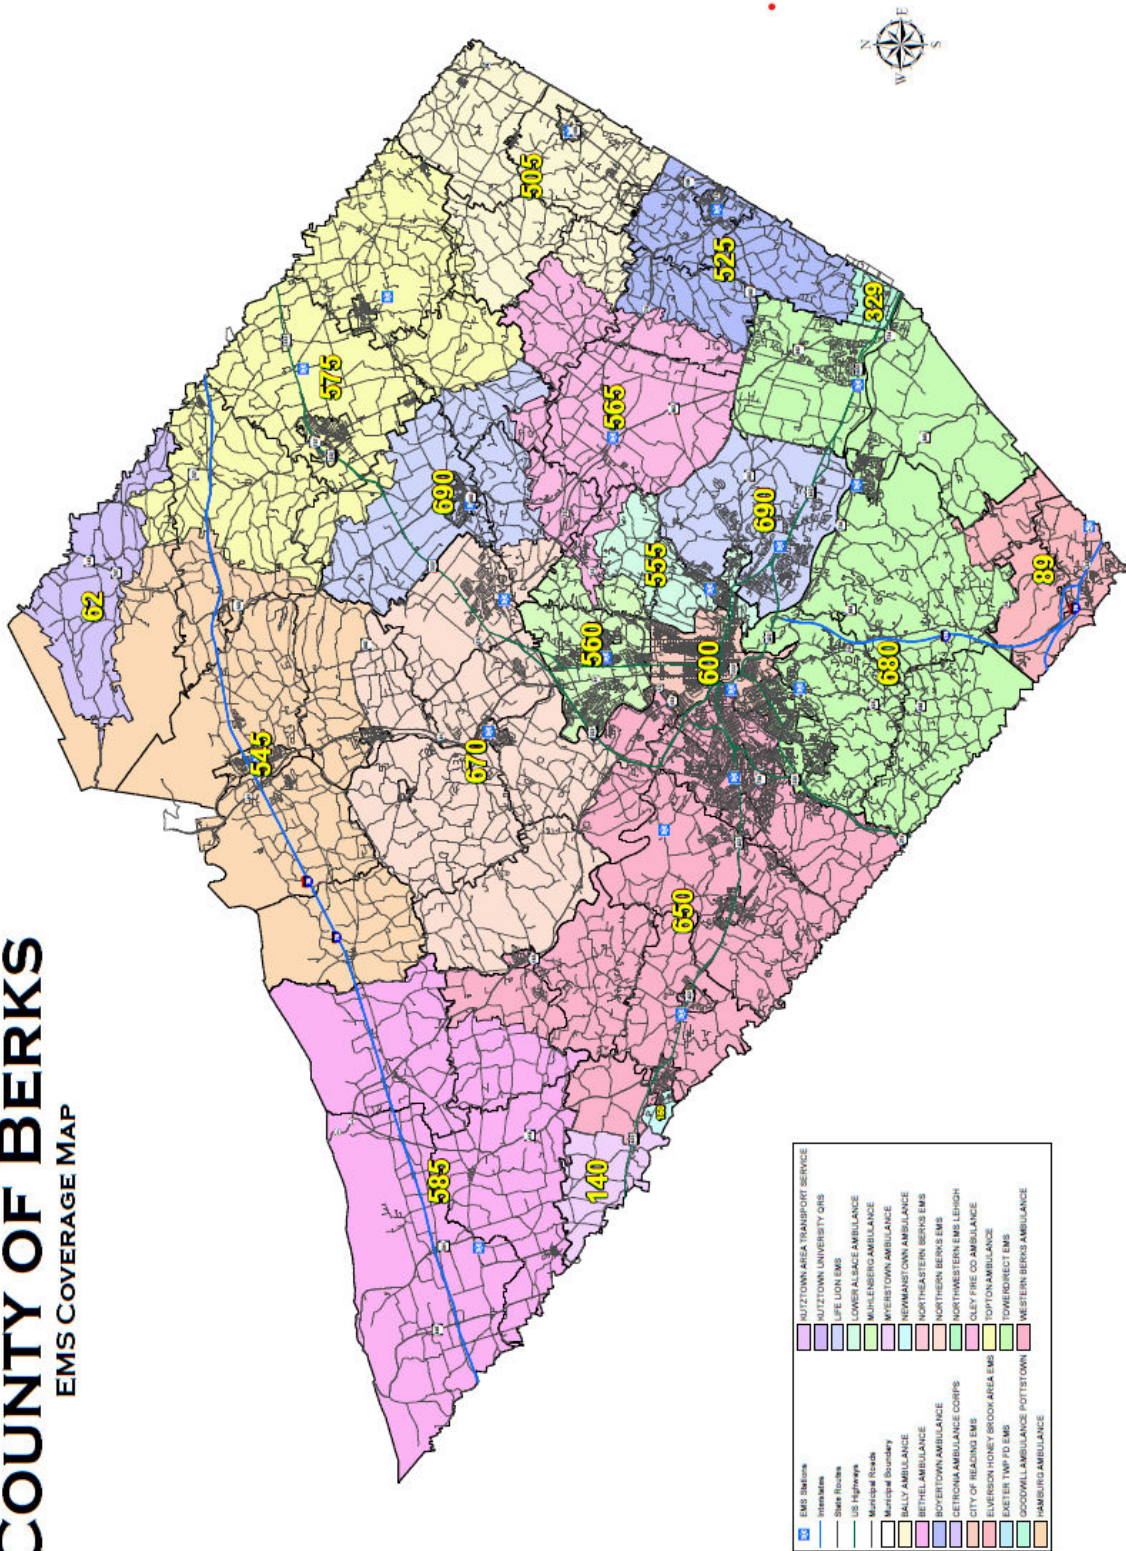 COUNTY OF BERKS
EMS COVERAGE MAP
N
E
S
W
62
505
525
329
575
690
565
690
555
545
560
600
670
680
89
650
585
140
EMS Stations
Interstates
State Routes
US Highways
Municipal Roads
Municipal Boundary
BALLY AMBULANCE
BETHEL AMBULANCE
BOYERTOWN AMBULANCE
CETRONIA AMBULANCE CORPS
CITY OF READING EMS
ELVERSON HONEY BROOK AREA EMS
EXETER TWP FD EMS
GOODWILL AMBULANCE POTTSTOWN
HAMBURG AMBULANCE
KUTZTOWN AREA TRANSPORT SERVICE
KUTZTOWN UNIVERSITY QRS
LIFE LION EMS
LOWER ALSACE AMBULANCE
MUHLENBERG AMBULANCE
MYERSTOWN AMBULANCE
NEWMANSTOWN AMBULANCE
NORTHEASTERN BERKS EMS
NORTHERN BERKS EMS
NORTHWESTERN EMS LEHIGH
OLEY FIRE CO AMBULANCE
TOPTON AMBULANCE
TOWERDIRECT EMS
WESTERN BERKS AMBULANCE